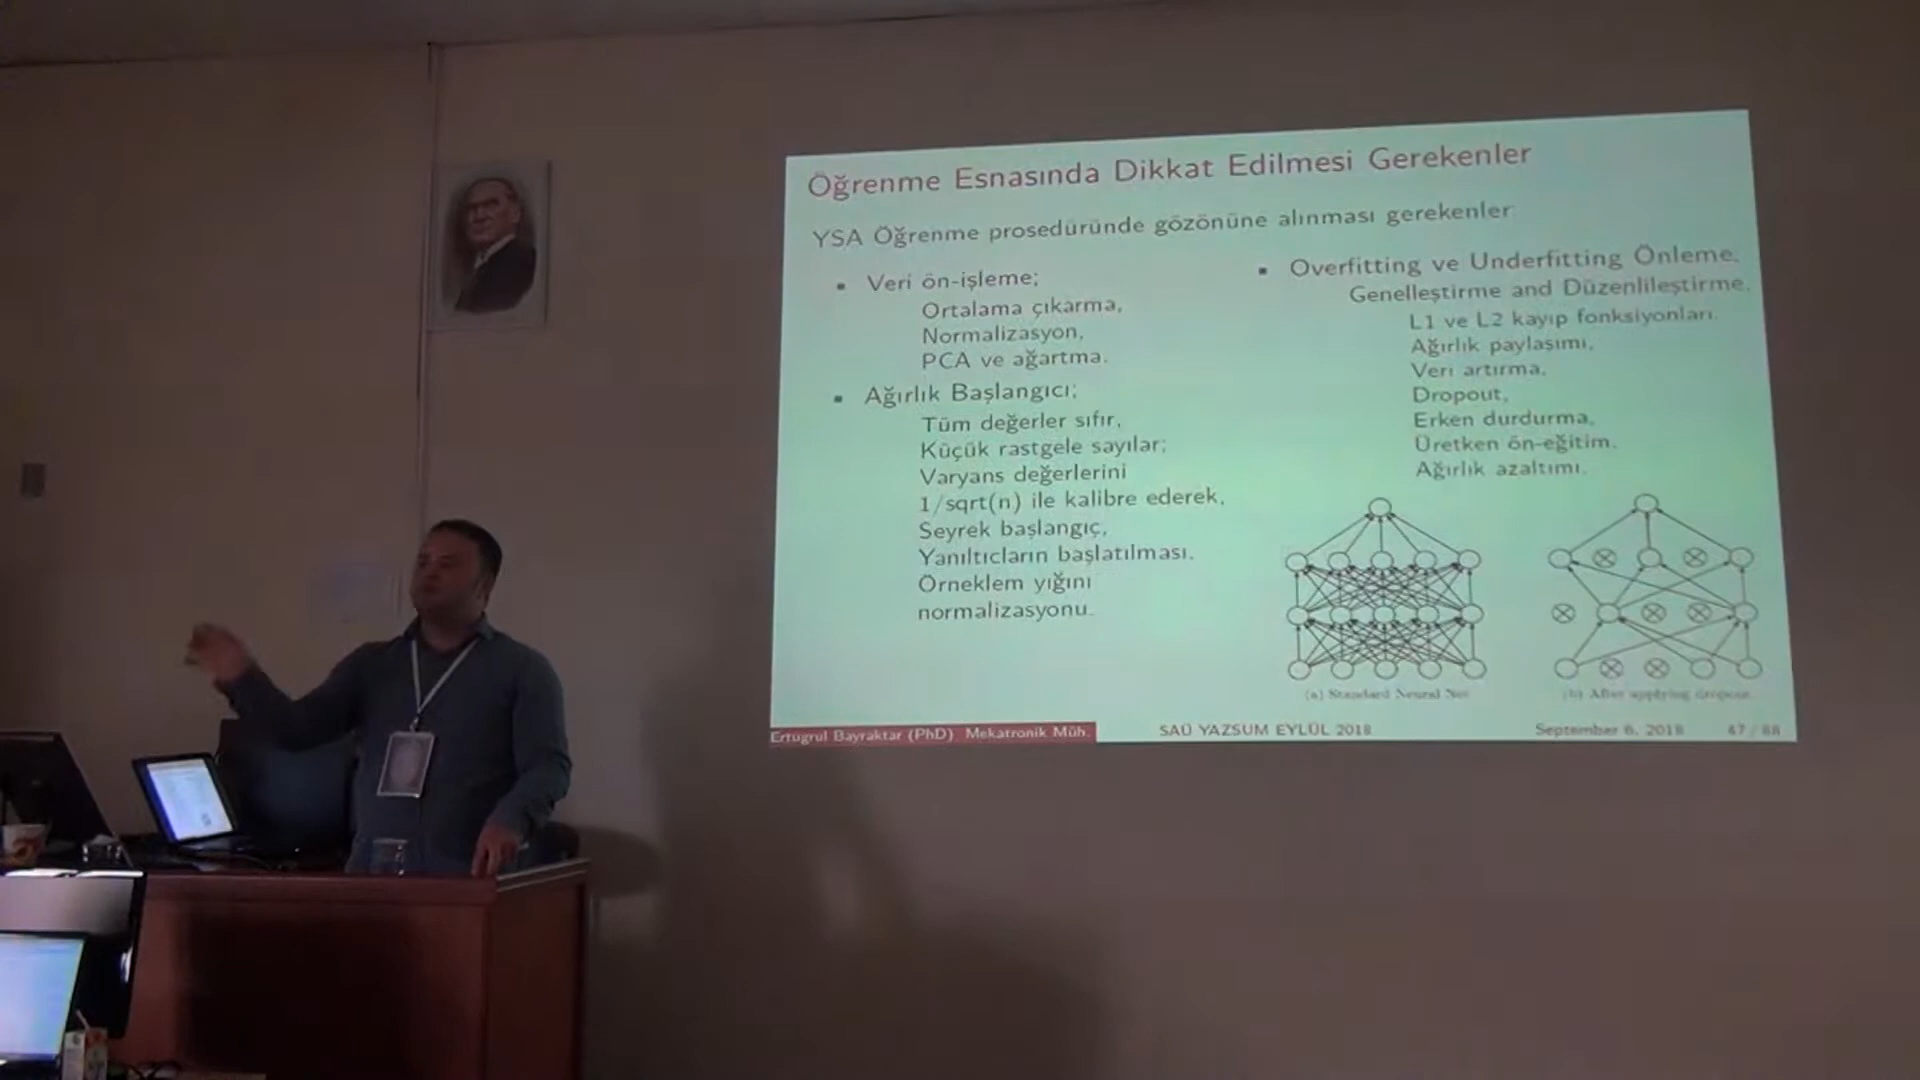 Öğrenme Esnasında Dikkat Edilmesi Gerekenler
YSA Öğrenme prosedüründe gözönüne alınması gerekenler
▪ Veri ön-işleme;
Ortalama çıkarma,
Normalizasyon,
PCA ve ağartma.
▪ Ağırlık Başlangıcı;
Tüm değerler sıfır,
Küçük rastgele sayılar;
Varyans değerlerini
1/sqrt(n) ile kalibre ederek,
Seyrek başlangıç,
Yanıltıcların başlatılması.
Örneklem yığını
normalizasyonu.
▪ Overfitting ve Underfitting Önleme,
Genelleştirme and Düzenlileştirme,
L1 ve L2 kayıp fonksiyonları.
Ağırlık paylaşımı,
Veri artırma,
Dropout,
Erken durdurma,
Üretken ön-eğitim.
Ağırlık azaltımı.
(a) Standard Neural Net
(b) After applying dropout.
Ertugrul Bayraktar (PhD) Mekatronik Müh.
SAÜ YAZSUM EYLÜL 2018
September 6, 2018
47 / 68